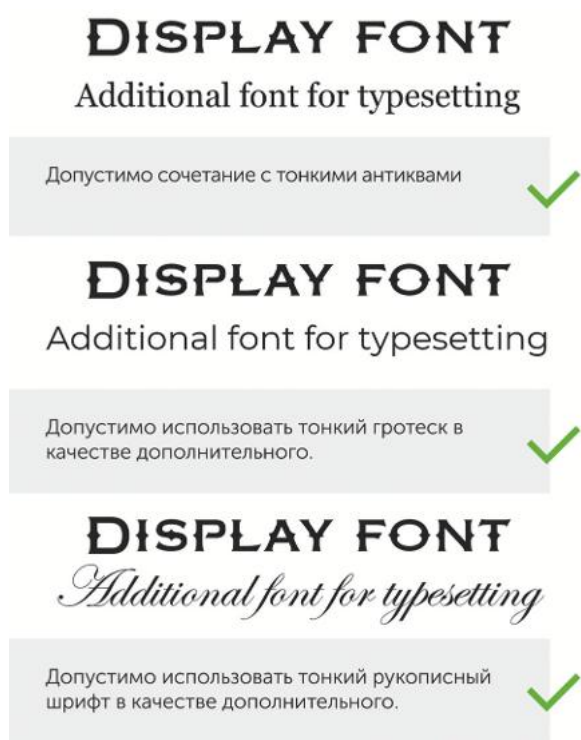 DISPLAY FONT
Additional font for typesetting
Допустимо сочетание с тонкими антиквами
DISPLAY FONT
Additional font for typesetting
Допустимо использовать тонкий гротеск в
качестве дополнительного.
DISPLAY FONT
Additional font for typesetting
Допустимо использовать тонкий рукописный
шрифт в качестве дополнительного.